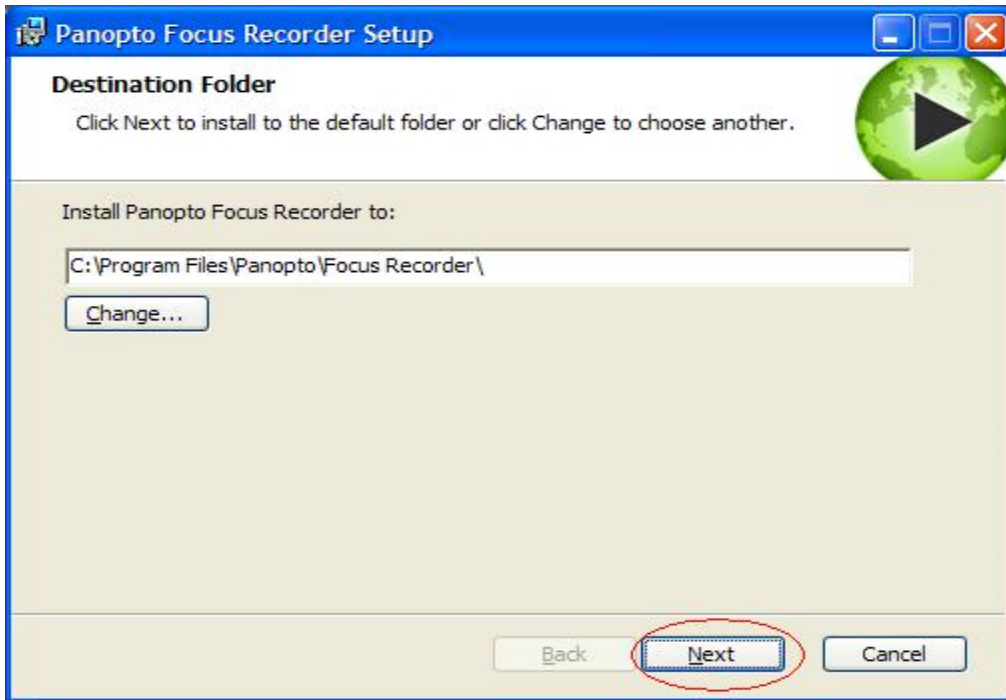 Panopto Focus Recorder Setup
Destination Folder
Click Next to install to the default folder or click Change to choose another.
Install Panopto Focus Recorder to:
C:\Program Files\Panopto\Focus Recorder\
Change...
Back Next Cancel